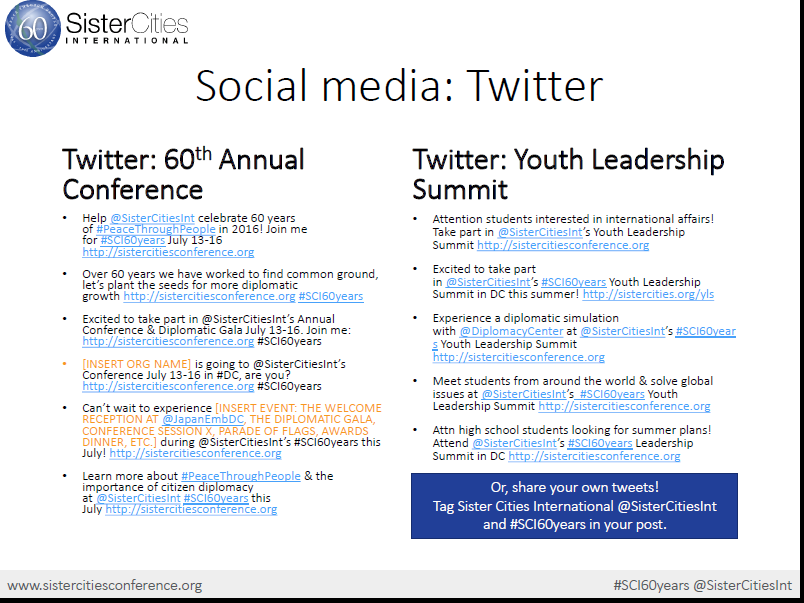 60
SisterCities
INTERNATIONAL
Social media: Twitter
Twitter: 60th Annual
Conference
• Help @SisterCitiesInt celebrate 60 years
of #PeaceThroughPeople in 2016! Join me
for #SCI60years July 13-16
http://sistercitiesconference.org
• Over 60 years we have worked to find common ground,
let's plant the seeds for more diplomatic
growth http://sistercitiesconference.org #SCI60years
• Excited to take part in @SisterCitiesInt's Annual
Conference & Diplomatic Gala July 13-16. Join me:
http://sistercitiesconference.org #SCI60years
• [INSERT ORG NAME] is going to @SisterCitiesInt's
Conference July 13-16 in #DC, are you?
http://sistercitiesconference.org #SCI60years
• Can't wait to experience [INSERT EVENT: THE WELCOME
RECEPTION AT @JapanEmbDC, THE DIPLOMATIC GALA,
CONFERENCE SESSION X, PARADE OF FLAGS, AWARDS
DINNER, ETC.] during @SisterCitiesInt's #SCI60years this
July! http://sistercitiesconference.org
• Learn more about #PeaceThroughPeople & the
importance of citizen diplomacy
at @SisterCitiesInt #SCI60years this
July http://sistercitiesconference.org
Twitter: Youth Leadership
Summit
• Attention students interested in international affairs!
Take part in @SisterCitiesInt's Youth Leadership
Summit http://sistercitiesconference.org
• Excited to take part
in @SisterCitiesInt's #SCI60years Youth Leadership
Summit in DC this summer! http://sistercities.org/yls
• Experience a diplomatic simulation
with @DiplomacyCenter at @SisterCitiesInt's #SCI60year
s Youth Leadership Summit
http://sistercitiesconference.org
• Meet students from around the world & solve global
issues at @SisterCitiesInt's #SCI60years Youth
Leadership Summit http://sistercitiesconference.org
• Attn high school students looking for summer plans!
Attend @SisterCitiesInt's #SCI60years Leadership
Summit in DC http://sistercitiesconference.org
Or, share your own tweets!
Tag Sister Cities International @SisterCitiesInt
and #SCI60years in your post.
www.sistercitiesconference.org
#SCI60years @SisterCitiesInt